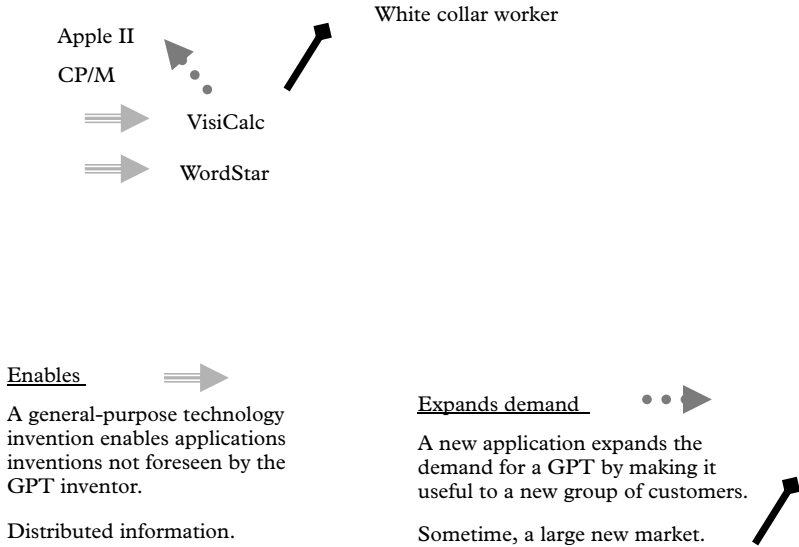 White collar worker
Apple II
CP/M
VisiCalc
WordStar
Enables
A general-purpose technology
invention enables applications
inventions not foreseen by the
GPT inventor.
Distributed information.
Expands demand
A new application expands the
demand for a GPT by making it
useful to a new group of customers.
Sometime, a large new market.